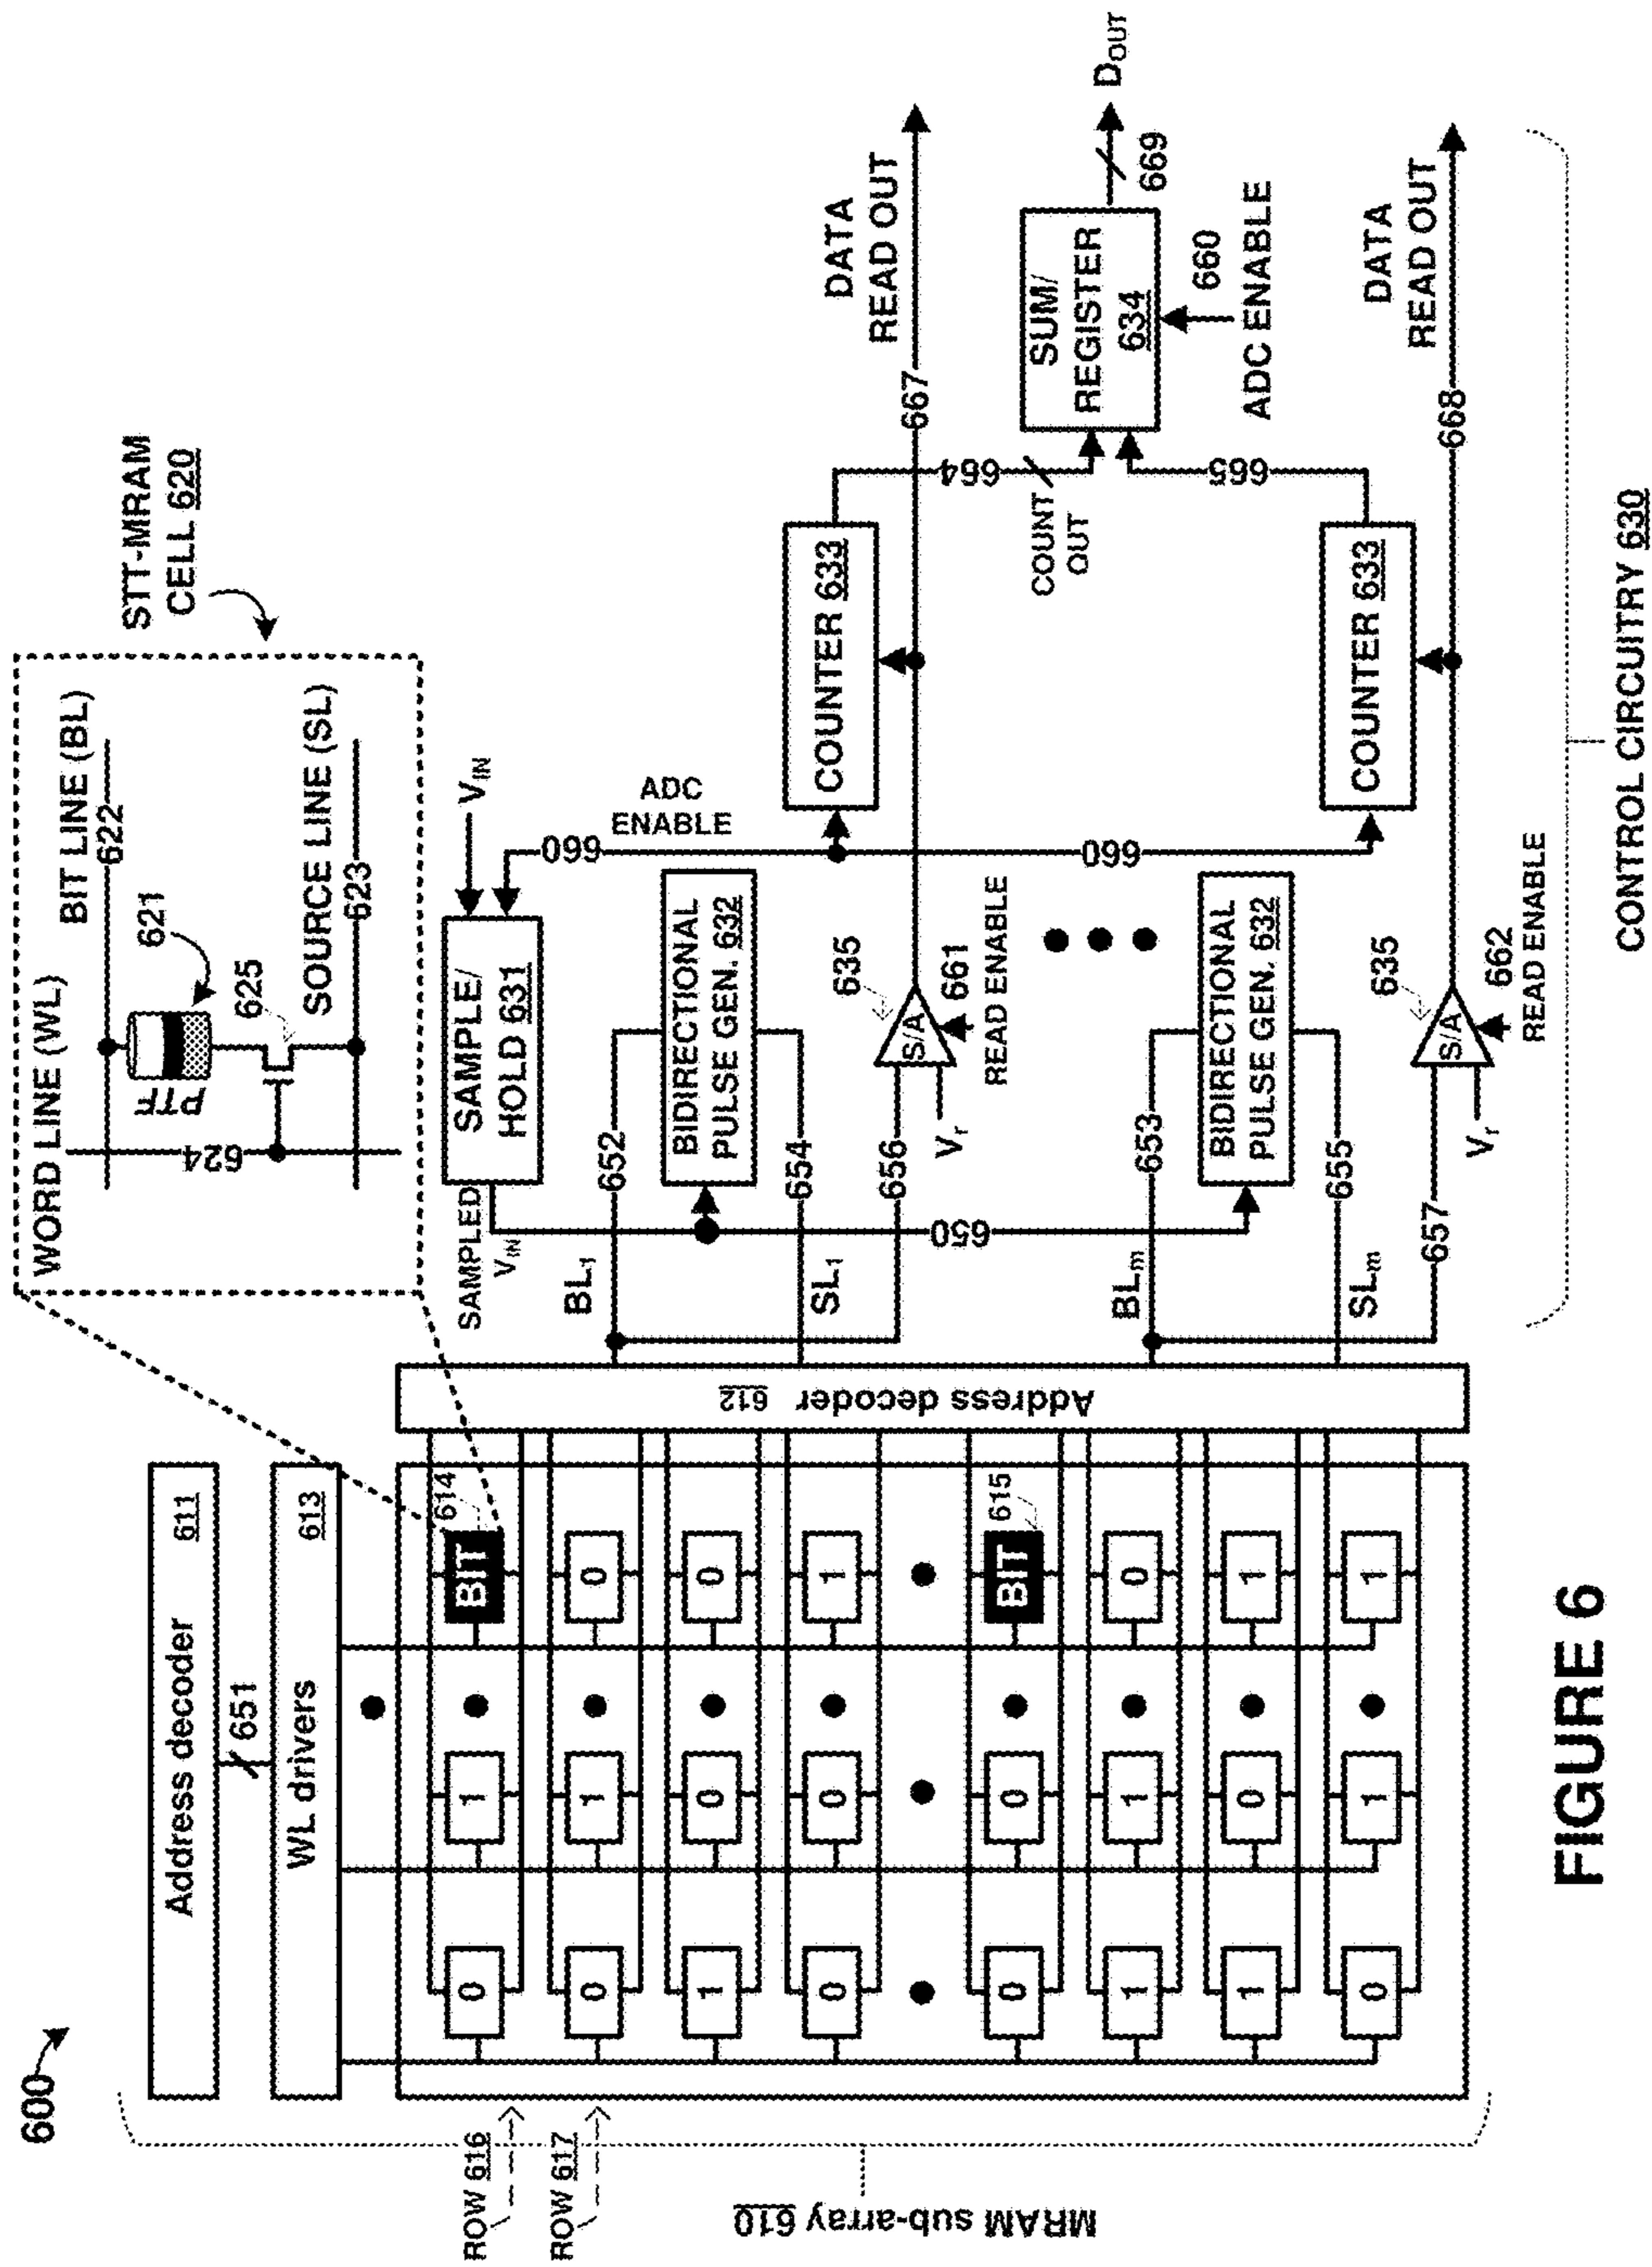 600
STT-MRAM
CELL 620
WORD LINE (WL)
BIT LINE (BL)
622
621
PTF
625
624
SOURCE LINE (SL)
623
Address decoder 611
651
WL drivers 613
ROW 616
ROW 617
MRAM sub-array 610
0 1 BIT 614
0 1 0
1 0 0
0 0 1
0 0 BIT 615
1 1 0
1 0 1
0 1 1
Address decoder 612
SAMPLED
VIN
SAMPLE/
HOLD 631
VIN
660
ADC
ENABLE
BL1
652
BIDIRECTIONAL
PULSE GEN. 632
SL1
654
656
Vr
S/A
635
661
READ ENABLE
650
660
BLm
653
BIDIRECTIONAL
PULSE GEN. 632
SLm
655
657
Vr
S/A
635
662
READ ENABLE
COUNTER 633
COUNTER 633
664
COUNT
OUT
665
667
DATA
READ OUT
SUM/
REGISTER
634
669
DOUT
660
ADC ENABLE
668
DATA
READ OUT
CONTROL CIRCUITRY 630
FIGURE 6